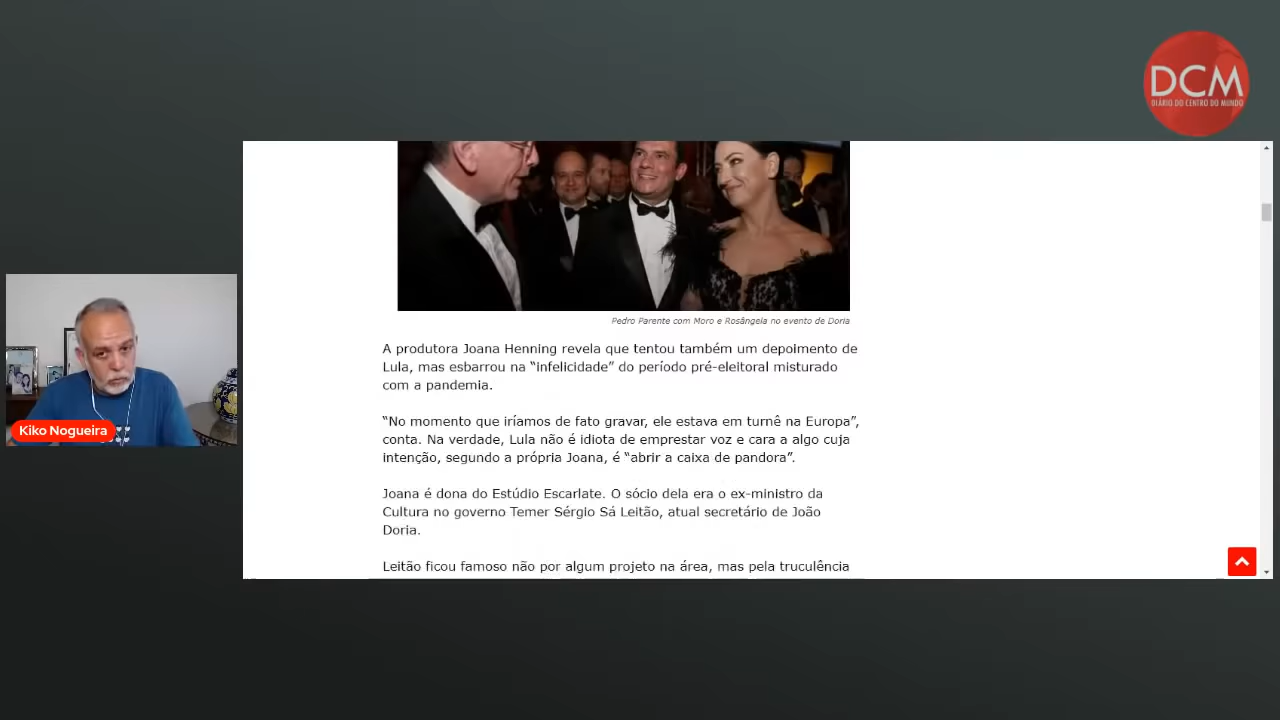 DCM
DIÁRIO DO CENTRO DO MUNDO
Pedro Parente com Moro e Rosângela no evento de Doria
A produtora Joana Henning revela que tentou também um depoimento de
Lula, mas esbarrou na “infelicidade” do período pré-eleitoral misturado
com a pandemia.
“No momento que iríamos de fato gravar, ele estava em turnê na Europa”,
conta. Na verdade, Lula não é idiota de emprestar voz e cara a algo cuja
intenção, segundo a própria Joana, é “abrir a caixa de pandora”.
Joana é dona do Estúdio Escarlate. O sócio dela era o ex-ministro da
Cultura no governo Temer Sérgio Sá Leitão, atual secretário de João
Doria.
Leitão ficou famoso não por algum projeto na área, mas pela truculência
Kiko Nogueira